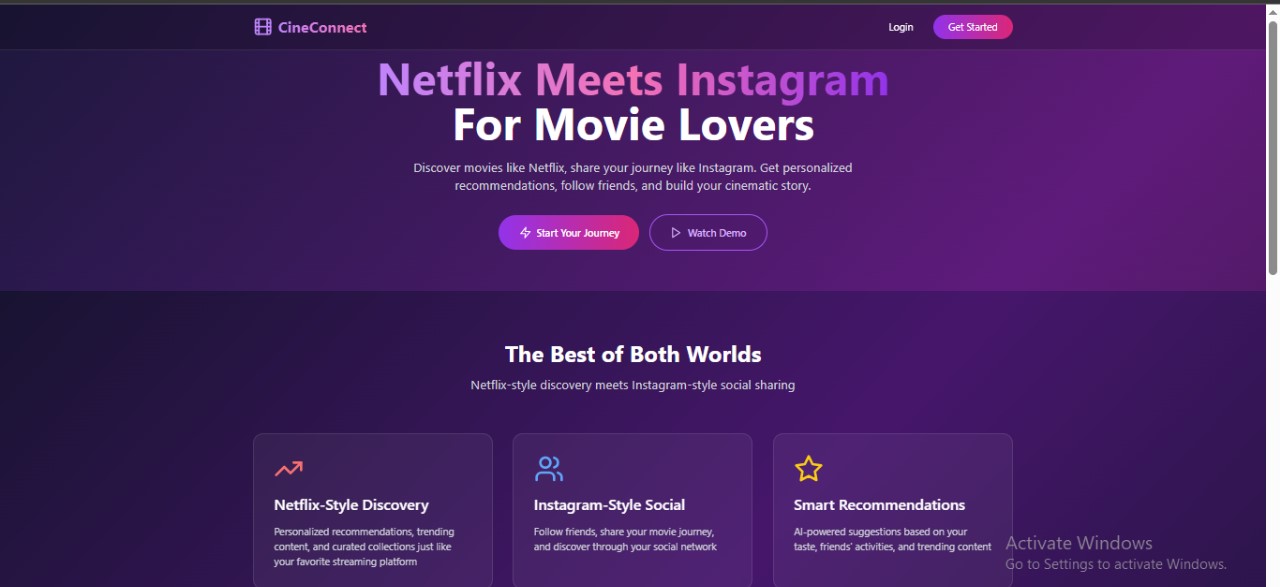 CineConnect
Login
Get Started
Netflix Meets Instagram
For Movie Lovers
Discover movies like Netflix, share your journey like Instagram. Get personalized
recommendations, follow friends, and build your cinematic story.
Start Your Journey
Watch Demo
The Best of Both Worlds
Netflix-style discovery meets Instagram-style social sharing
Netflix-Style Discovery
Personalized recommendations, trending
content, and curated collections just like
your favorite streaming platform
Instagram-Style Social
Follow friends, share your movie journey,
and discover through your social network
Smart Recommendations
AI-powered suggestions based on your
taste, friends' activities, and trending content
Activate Windows
Go to Settings to activate Windows.